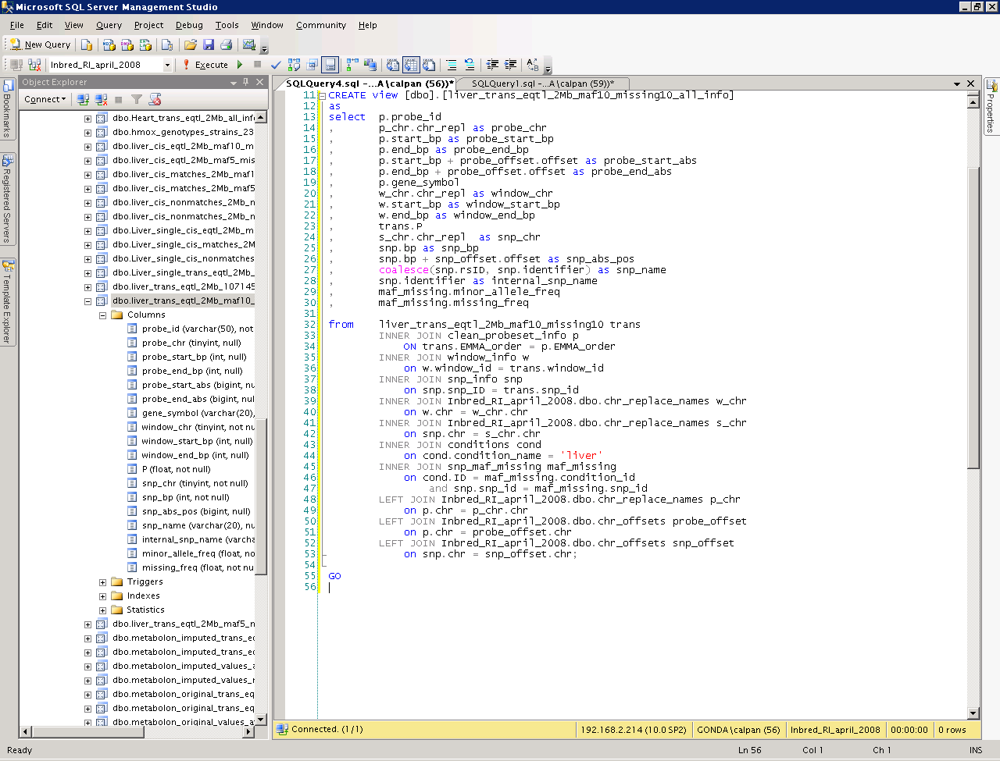 Microsoft SQL Server Management Studio
File Edit View Query Project Debug Tools Window Community Help
New Query
Inbred_RI_april_2008 Execute
Object Explorer
Connect
Bookmarks
Registered Servers
Template Explorer
Properties
dbo.Heart_trans_eqtl_2Mb_all_inf
dbo.hmox_genotypes_strains_23
dbo.liver_cis_eqtl_2Mb_maf10_m
dbo.liver_cis_eqtl_2Mb_maf5_mis
dbo.liver_cis_matches_2Mb_maf1
dbo.liver_cis_matches_2Mb_maf5
dbo.liver_cis_nonmatches_2Mb_n
dbo.liver_cis_nonmatches_2Mb_n
dbo.Liver_single_cis_eqtl_2Mb_m
dbo.Liver_single_cis_matches_2M
dbo.Liver_single_cis_nonmatches
dbo.Liver_single_trans_eqtl_2Mb_
dbo.liver_trans_eqtl_2Mb_107145
dbo.liver_trans_eqtl_2Mb_maf10_
Columns
probe_id (varchar(50), not
probe_chr (tinyint, null)
probe_start_bp (int, null)
probe_end_bp (int, null)
probe_start_abs (bigint, nu
probe_end_abs (bigint, nul
gene_symbol (varchar(20),
window_chr (tinyint, not nu
window_start_bp (int, null)
window_end_bp (int, null)
P (float, not null)
snp_chr (tinyint, not null)
snp_bp (int, not null)
snp_abs_pos (bigint, null)
snp_name (varchar(20), nu
internal_snp_name (varcha
minor_allele_freq (float, no
missing_freq (float, not nu
Triggers
Indexes
Statistics
dbo.liver_trans_eqtl_2Mb_maf5_n
dbo.metabolon_imputed_trans_eq
dbo.metabolon_imputed_trans_eq
dbo.metabolon_imputed_values_a
dbo.metabolon_imputed_values_r
dbo.metabolon_original_trans_eq
dbo.metabolon_original_trans_eq
dbo.metabolon_original_values_a
SQLQuery4.sql -...A\calpan (56))* SQLQuery1.sql -...A\calpan (59))*
11 CREATE view [dbo].[liver_trans_eqtl_2Mb_maf10_missing10_all_info]
12 as
13 select p.probe_id
14 , p_chr.chr_repl as probe_chr
15 , p.start_bp as probe_start_bp
16 , p.end_bp as probe_end_bp
17 , p.start_bp + probe_offset.offset as probe_start_abs
18 , p.end_bp + probe_offset.offset as probe_end_abs
19 , p.gene_symbol
20 , w_chr.chr_repl as window_chr
21 , w.start_bp as window_start_bp
22 , w.end_bp as window_end_bp
23 , trans.P
24 , s_chr.chr_repl as snp_chr
25 , snp.bp as snp_bp
26 , snp.bp + snp_offset.offset as snp_abs_pos
27 , coalesce(snp.rsID, snp.identifier) as snp_name
28 , snp.identifier as internal_snp_name
29 , maf_missing.minor_allele_freq
30 , maf_missing.missing_freq
31
32 from liver_trans_eqtl_2Mb_maf10_missing10 trans
33 INNER JOIN clean_probeset_info p
34 ON trans.EMMA_order = p.EMMA_order
35 INNER JOIN window_info w
36 on w.window_id = trans.window_id
37 INNER JOIN snp_info snp
38 on snp.snp_ID = trans.snp_id
39 INNER JOIN Inbred_RI_april_2008.dbo.chr_replace_names w_chr
40 on w.chr = w_chr.chr
41 INNER JOIN Inbred_RI_april_2008.dbo.chr_replace_names s_chr
42 on snp.chr = s_chr.chr
43 INNER JOIN conditions cond
44 on cond.condition_name = 'liver'
45 INNER JOIN snp_maf_missing maf_missing
46 on cond.ID = maf_missing.condition_id
47 and snp.snp_id = maf_missing.snp_id
48 LEFT JOIN Inbred_RI_april_2008.dbo.chr_replace_names p_chr
49 on p.chr = p_chr.chr
50 LEFT JOIN Inbred_RI_april_2008.dbo.chr_offsets probe_offset
51 on p.chr = probe_offset.chr
52 LEFT JOIN Inbred_RI_april_2008.dbo.chr_offsets snp_offset
53 on snp.chr = snp_offset.chr;
54
55 GO
56
Connected. (1/1) 192.168.2.214 (10.0 SP2) GONDA\calpan (56) Inbred_RI_april_2008 00:00:00 0 rows
Ready Ln 56 Col 1 Ch 1 INS